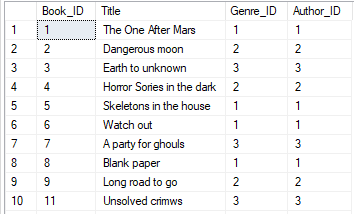 Book_ID Title Genre_ID Author_ID
1 1 The One After Mars 1 1
2 2 Dangerous moon 2 2
3 3 Earth to unknown 3 3
4 4 Horror Sories in the dark 2 2
5 5 Skeletons in the house 1 1
6 6 Watch out 1 1
7 7 A party for ghouls 3 3
8 8 Blank paper 1 1
9 9 Long road to go 2 2
10 11 Unsolved crimws 3 3